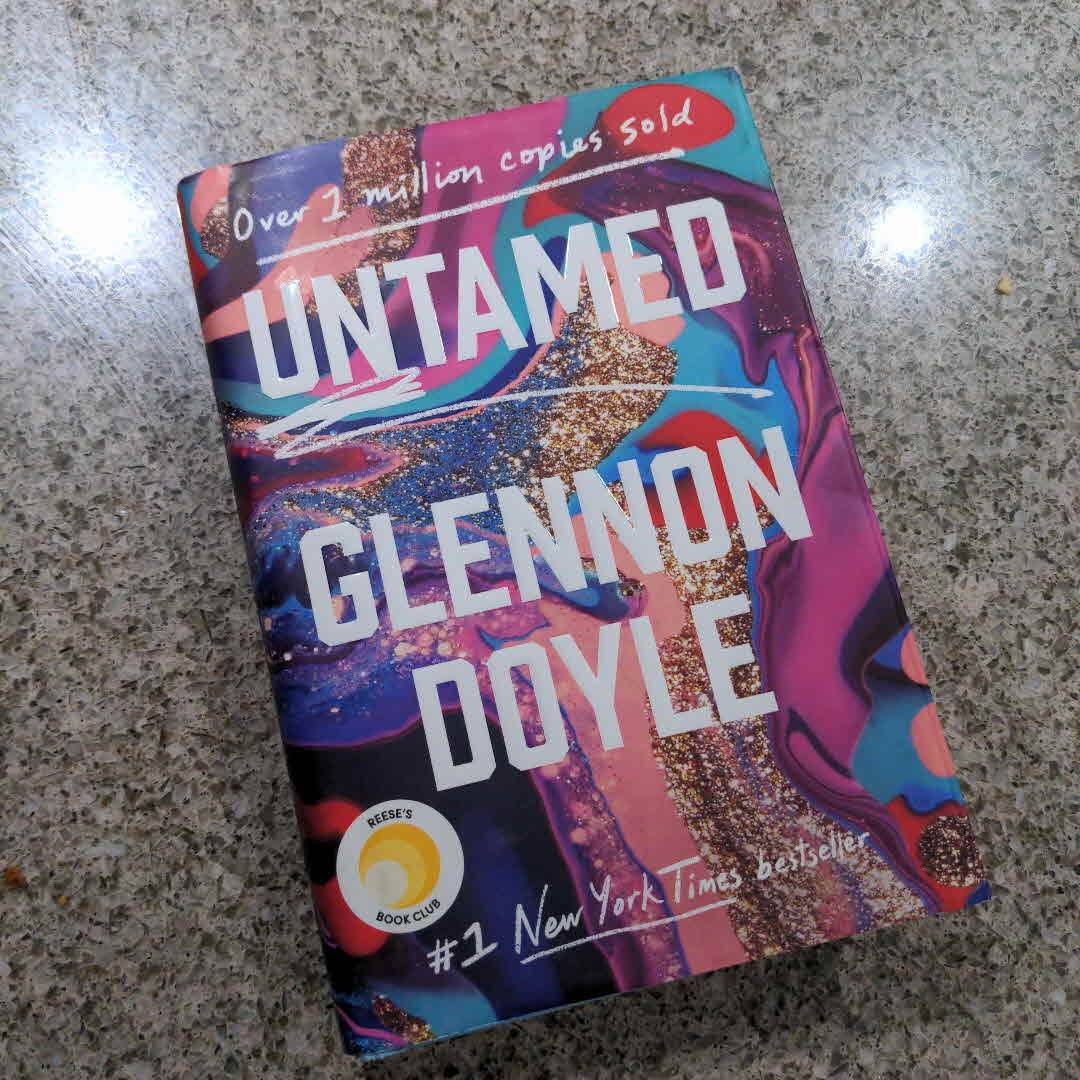 Over 1 million copies sold
UNTAMED
GLENNON
DOYLE
REESE'S
BOOK CLUB
#1 New York Times bestseller